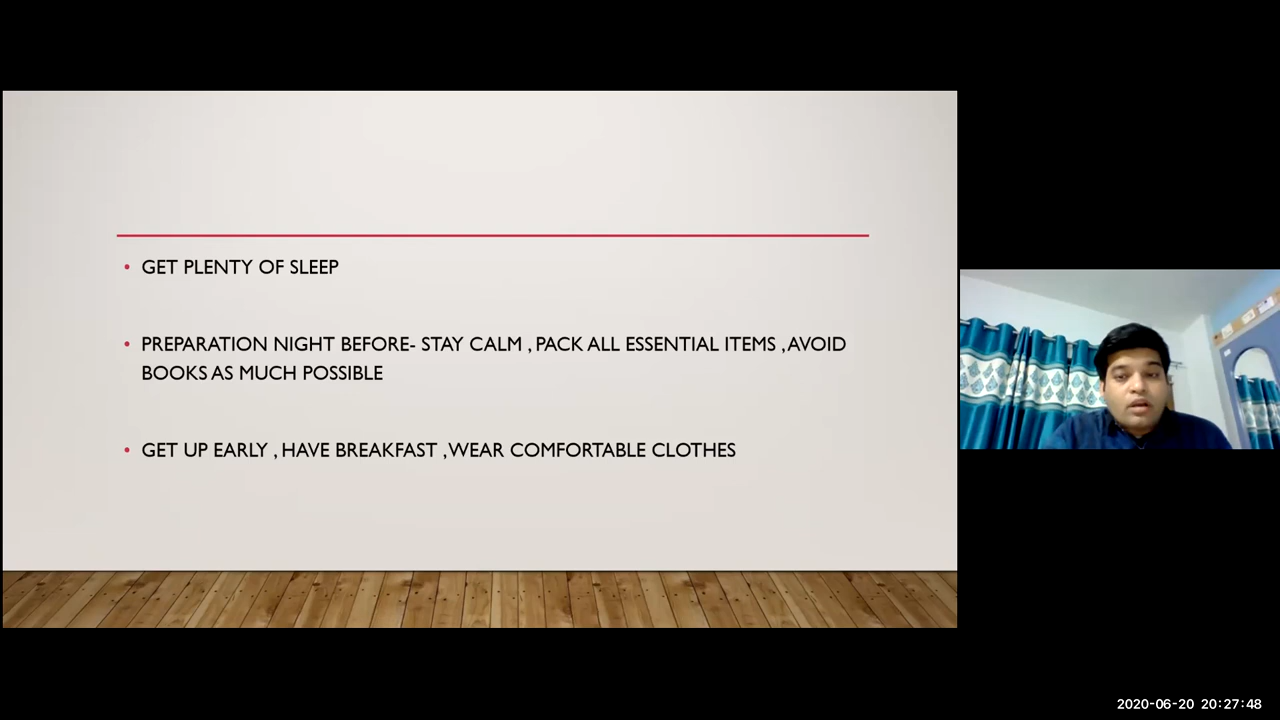 • GET PLENTY OF SLEEP
• PREPARATION NIGHT BEFORE- STAY CALM , PACK ALL ESSENTIAL ITEMS , AVOID
BOOKS AS MUCH POSSIBLE
• GET UP EARLY , HAVE BREAKFAST , WEAR COMFORTABLE CLOTHES
2020-06-20 20:27:48